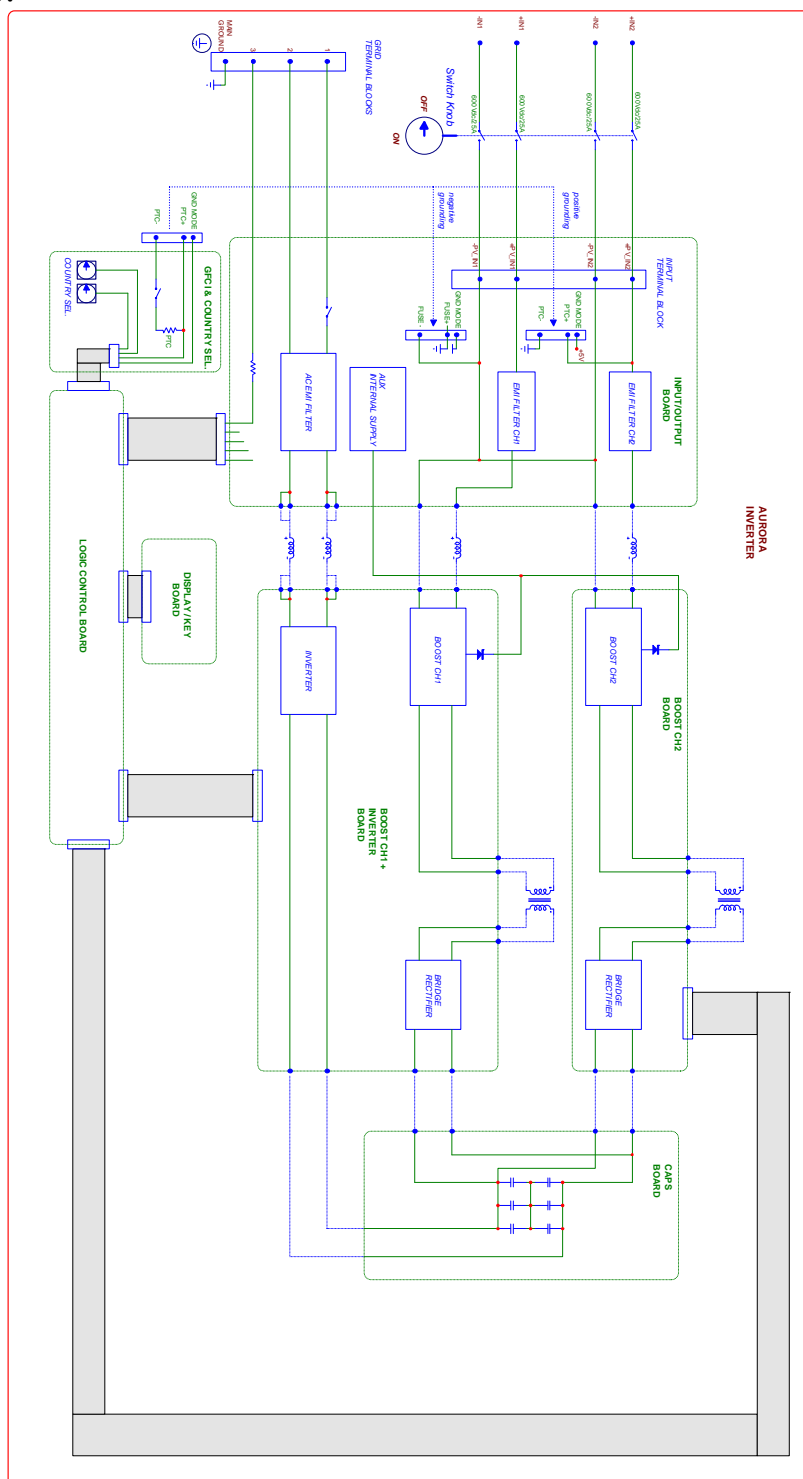 AURORA
INVERTER
+IN2
-IN2
+IN1
-IN1
600Vdc/25A
600Vdc/25A
600Vdc/25A
600Vdc/25A
Switch Knob
OFF
ON
GRID
TERMINAL BLOCKS
1
2
3
MAIN
GROUND
positive
grounding
negative
grounding
INPUT
TERMINAL BLOCK
+PV_IN2
-PV_IN2
+PV_IN1
-PV_IN1
GND MODE
PTC+
PTC-
+5V
GND MODE
FUSE+
FUSE-
GND MODE
PTC+
PTC-
PTC
COUNTRY SEL.
GFCI & COUNTRY SEL.
INPUT/OUTPUT
BOARD
EMI FILTER CH2
EMI FILTER CH1
AUX
INTERNAL SUPPLY
AC EMI FILTER
BOOST CH2
BOARD
BOOST CH2
BOOST CH1
INVERTER
BOOST CH1 +
INVERTER
BOARD
DISPLAY/KEY
BOARD
LOGIC CONTROL BOARD
BRIDGE
RECTIFIER
BRIDGE
RECTIFIER
CAPS
BOARD